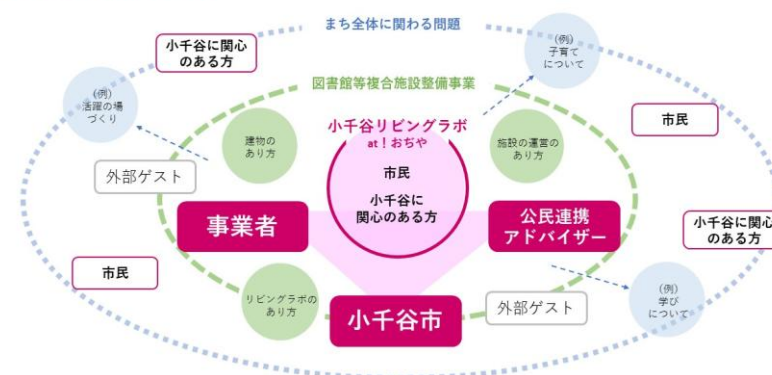 まち全体に関わる問題
小千谷に関心
のある方
(例)
子育て
について
図書館等複合施設整備事業
(例)
活躍の場
づくり
小千谷リビングラボ
at！おぢや
市民
建物の
あり方
施設の運営の
あり方
市民
外部ゲスト
小千谷に
関心のある方
事業者
公民連携
アドバイザー
小千谷に関心
のある方
市民
リビングラボの
あり方
小千谷市
外部ゲスト
(例)
学び
について